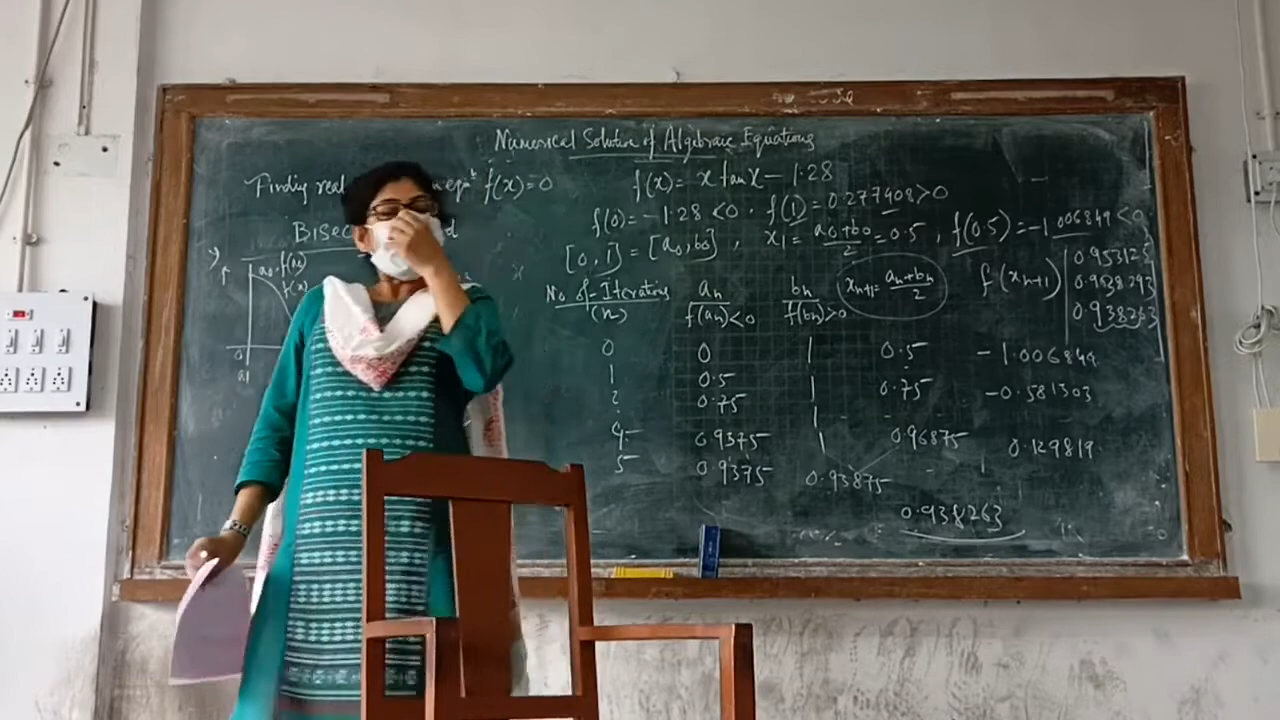 Numerical Solution of Algebraic Equations
Finding real f(x)=0
f(x)= x tan x - 1.28
f(0)= -1.28 <0 . f(1)=0.277408>0
BiSec d
[0,1]=[a0,b0] , x1= a0+b0/2 =0.5 , f(0.5)=-1.006849<0
y a0,f(a0)
f(x)
No of Iterations (n) an f(an)<0 bn f(bn)>0 xn+1= an+bn/2 f(xn+1)
0.953125
0.938263
0 0 1 0.5 -1.006849
1 0.5 1 0.75 -0.581303
2 0.75 1 - - -
4 0.9375 1 0.96875 0.129819
5 0.9375 0.93875 - 1
0.938263